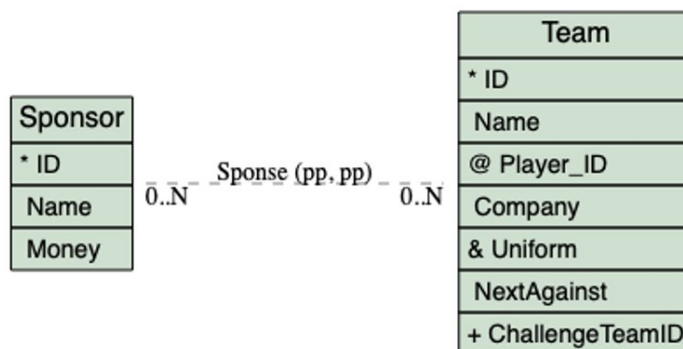 Sponsor
* ID
Name
Money
Sponse (pp, pp)
0..N
0..N
Team
* ID
Name
@ Player_ID
Company
& Uniform
NextAgainst
+ ChallengeTeamID